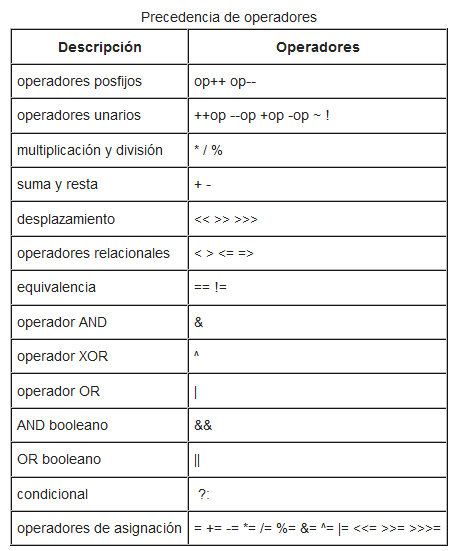 Precedencia de operadores
Descripción Operadores
operadores posfijos op++ op--
operadores unarios ++op --op +op -op ~ !
multiplicación y división * / %
suma y resta + -
desplazamiento << >> >>>
operadores relacionales < > <= =>
equivalencia == !=
operador AND &
operador XOR ^
operador OR |
AND booleano &&
OR booleano ||
condicional ?:
operadores de asignación = += -= *= /= %= &= ^= |= <<= >>= >>>=